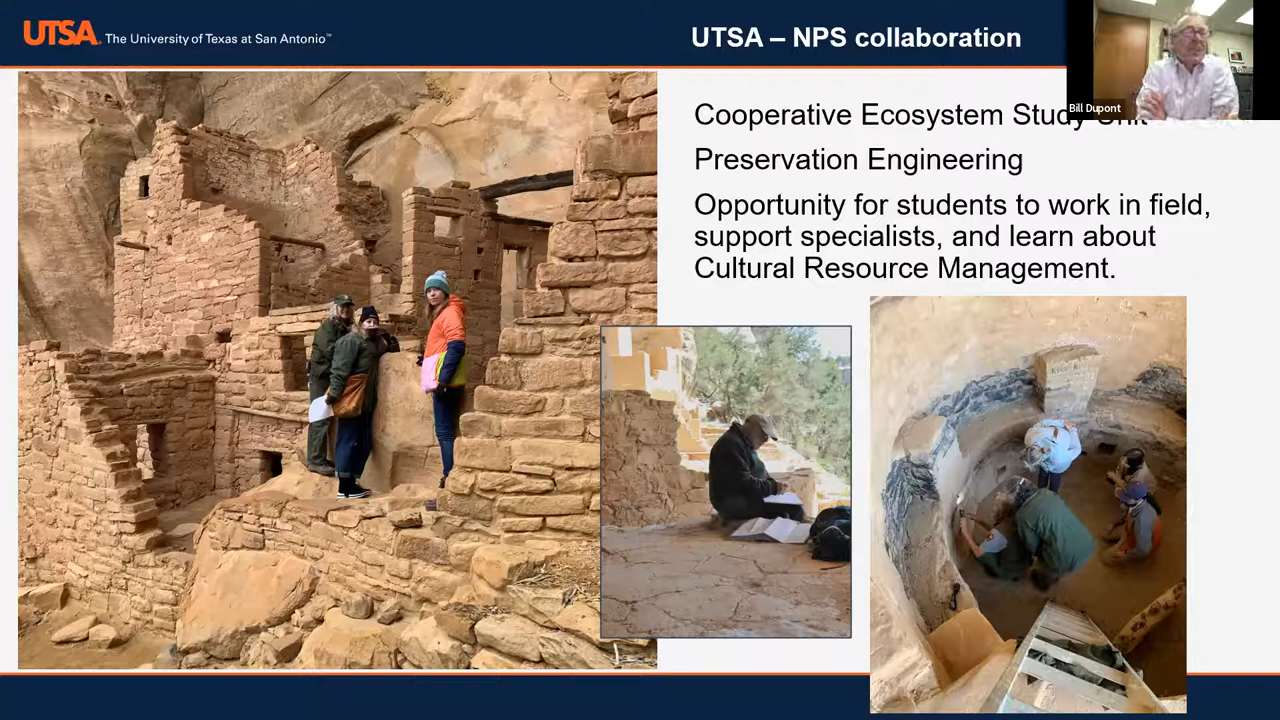 UTSA. The University of Texas at San Antonio™
UTSA – NPS collaboration
Bill Dupont
Cooperative Ecosystem Study Unit
Preservation Engineering
Opportunity for students to work in field,
support specialists, and learn about
Cultural Resource Management.